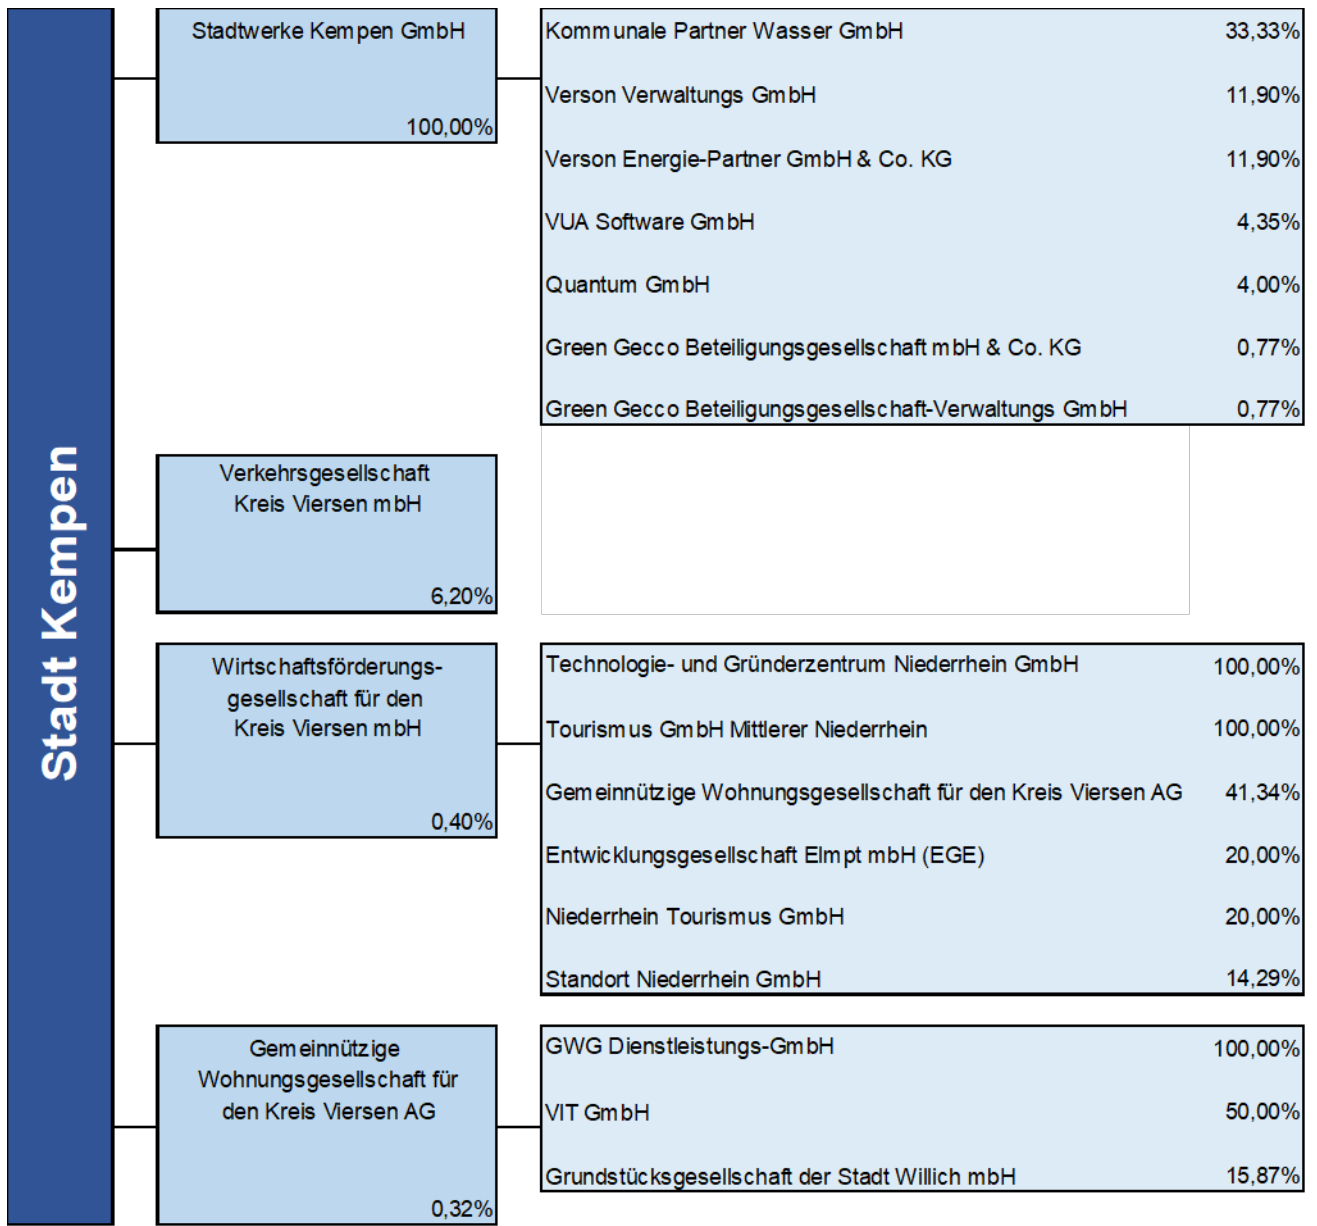 Stadt Kempen
Stadtwerke Kempen GmbH
100,00%
Kommunale Partner Wasser GmbH 33,33%
Verson Verwaltungs GmbH 11,90%
Verson Energie-Partner GmbH & Co. KG 11,90%
VUA Software GmbH 4,35%
Quantum GmbH 4,00%
Green Gecco Beteiligungsgesellschaft mbH & Co. KG 0,77%
Green Gecco Beteiligungsgesellschaft-Verwaltungs GmbH 0,77%
Verkehrsgesellschaft
Kreis Viersen mbH
6,20%
Wirtschaftsförderungs-
gesellschaft für den
Kreis Viersen mbH
0,40%
Technologie- und Gründerzentrum Niederrhein GmbH 100,00%
Tourismus GmbH Mittlerer Niederrhein 100,00%
Gemeinnützige Wohnungsgesellschaft für den Kreis Viersen AG 41,34%
Entwicklungsgesellschaft Elmpt mbH (EGE) 20,00%
Niederrhein Tourismus GmbH 20,00%
Standort Niederrhein GmbH 14,29%
Gemeinnützige
Wohnungsgesellschaft für
den Kreis Viersen AG
0,32%
GWG Dienstleistungs-GmbH 100,00%
VIT GmbH 50,00%
Grundstücksgesellschaft der Stadt Willich mbH 15,87%